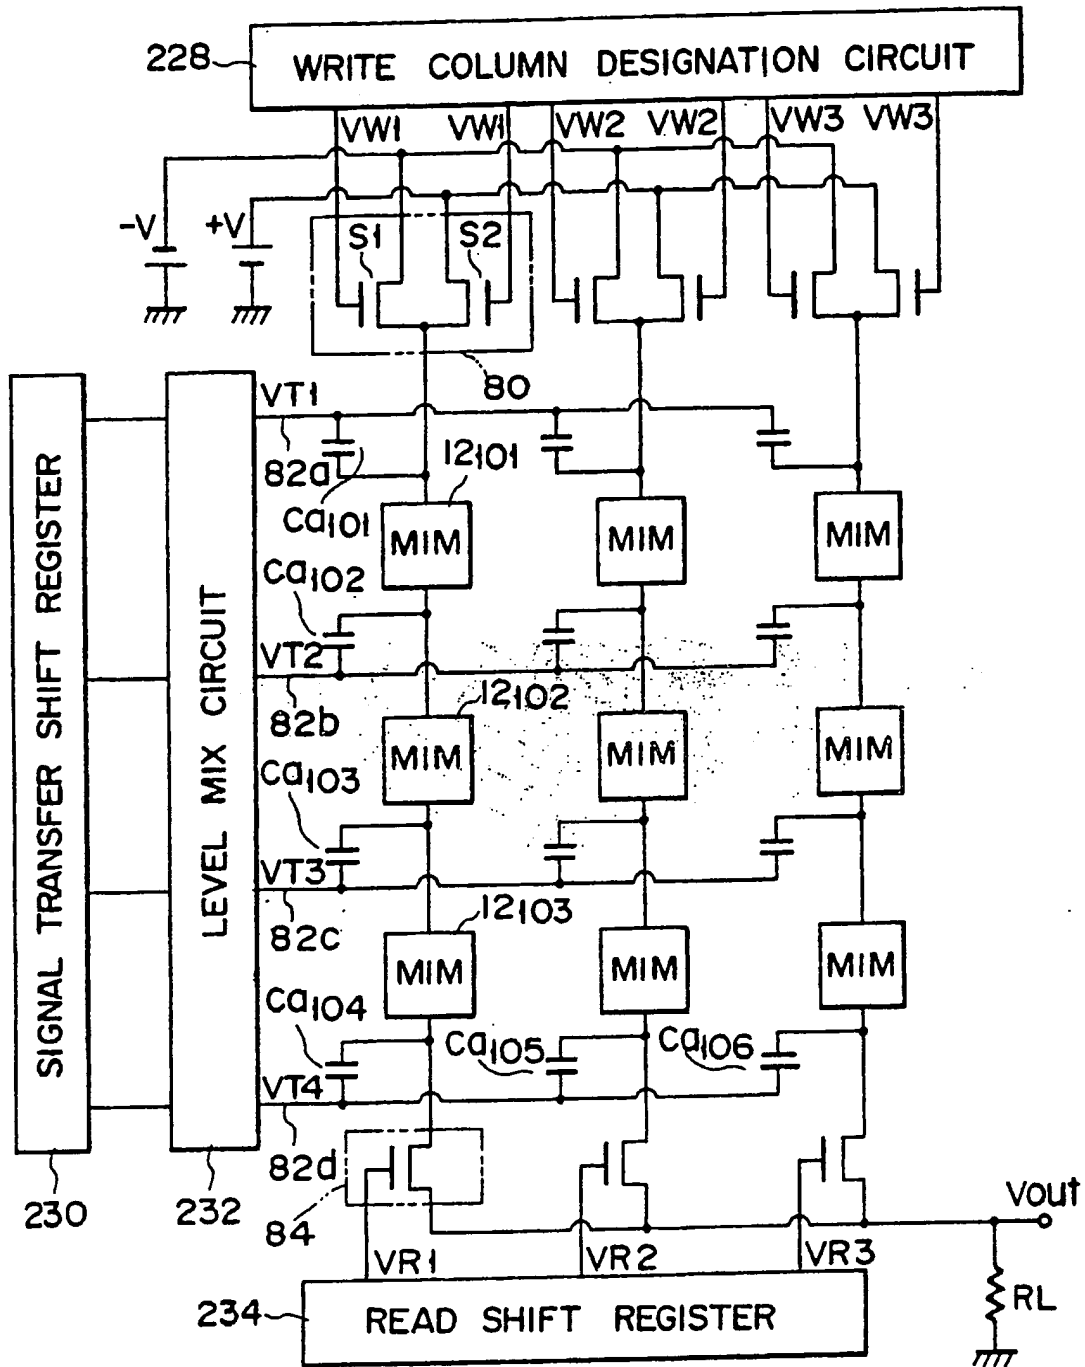 228
WRITE COLUMN DESIGNATION CIRCUIT
VW1 VW1 VW2 VW2 VW3 VW3
-V +V
S1 S2
80
VT1
82a
Ca101
12101
MIM MIM MIM
Ca102
VT2
82b
12102
MIM MIM MIM
Ca103
VT3
82c
12103
MIM MIM MIM
Ca104
Ca105
Ca106
VT4
82d
SIGNAL TRANSFER SHIFT REGISTER
LEVEL MIX CIRCUIT
230
232
84
Vout
VR1 VR2 VR3
RL
234
READ SHIFT REGISTER